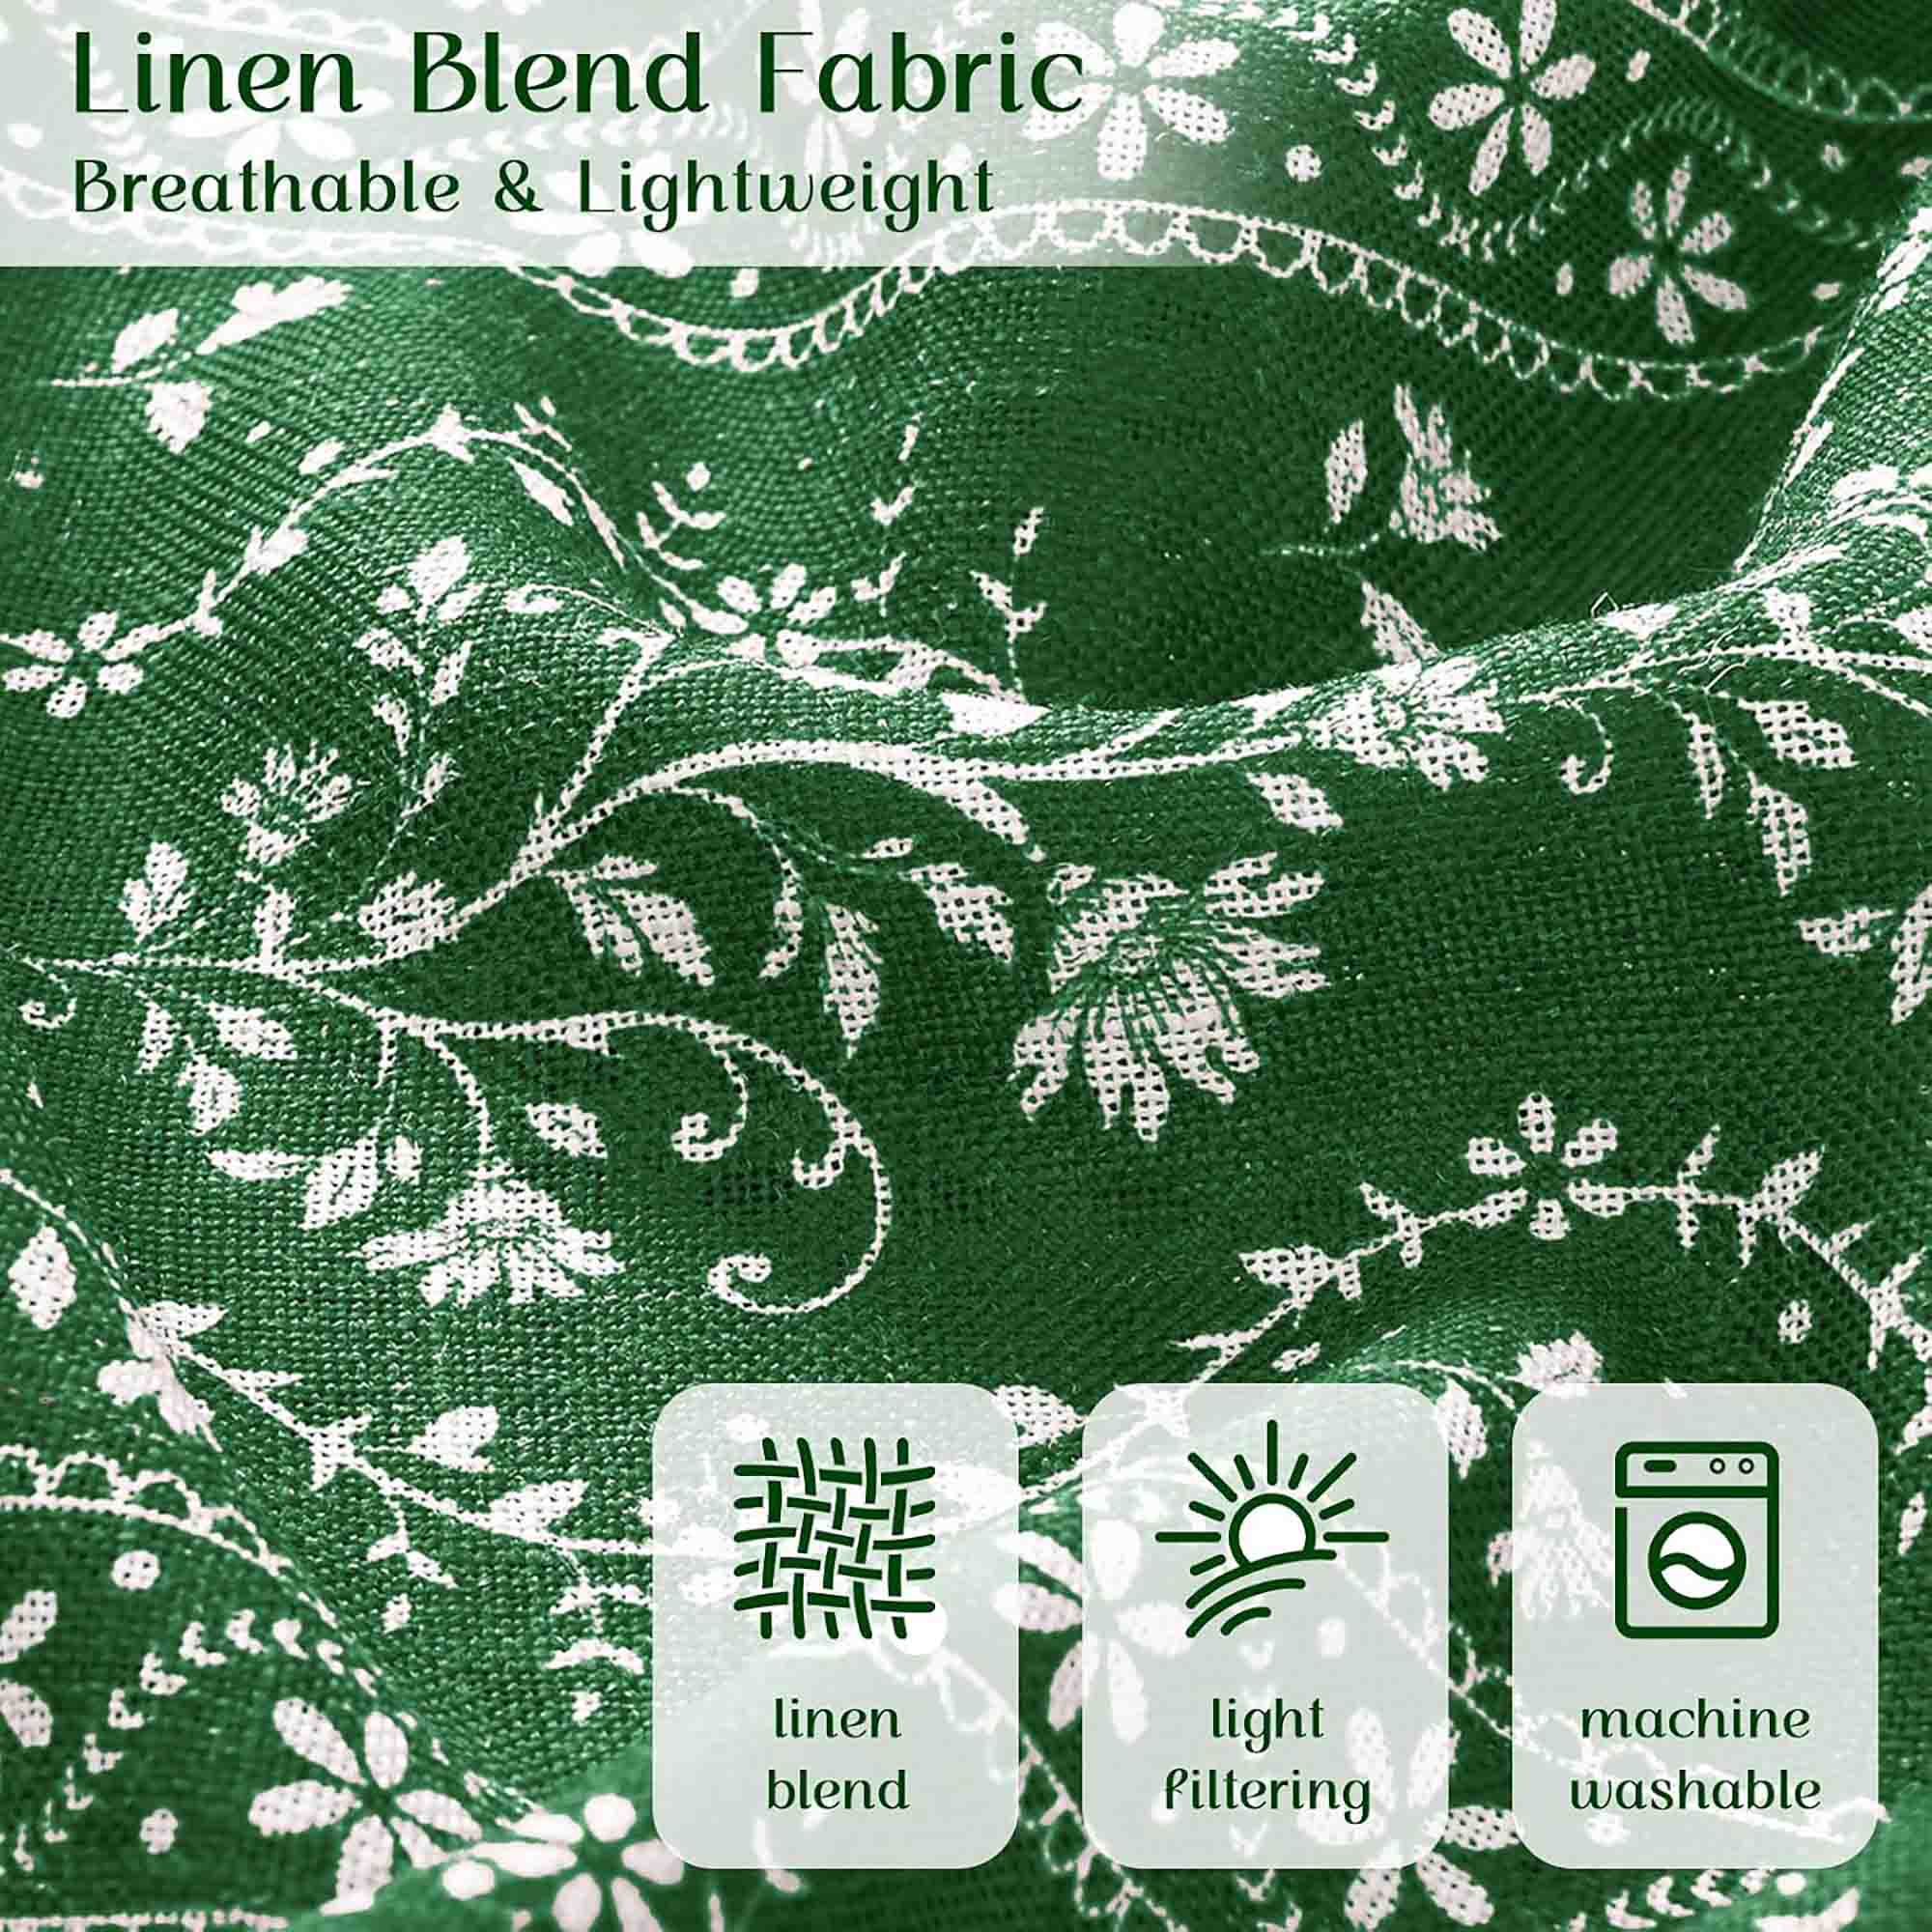 Linen Blend Fabric
Breathable & Lightweight
linen
blend
light
filtering
machine
washable